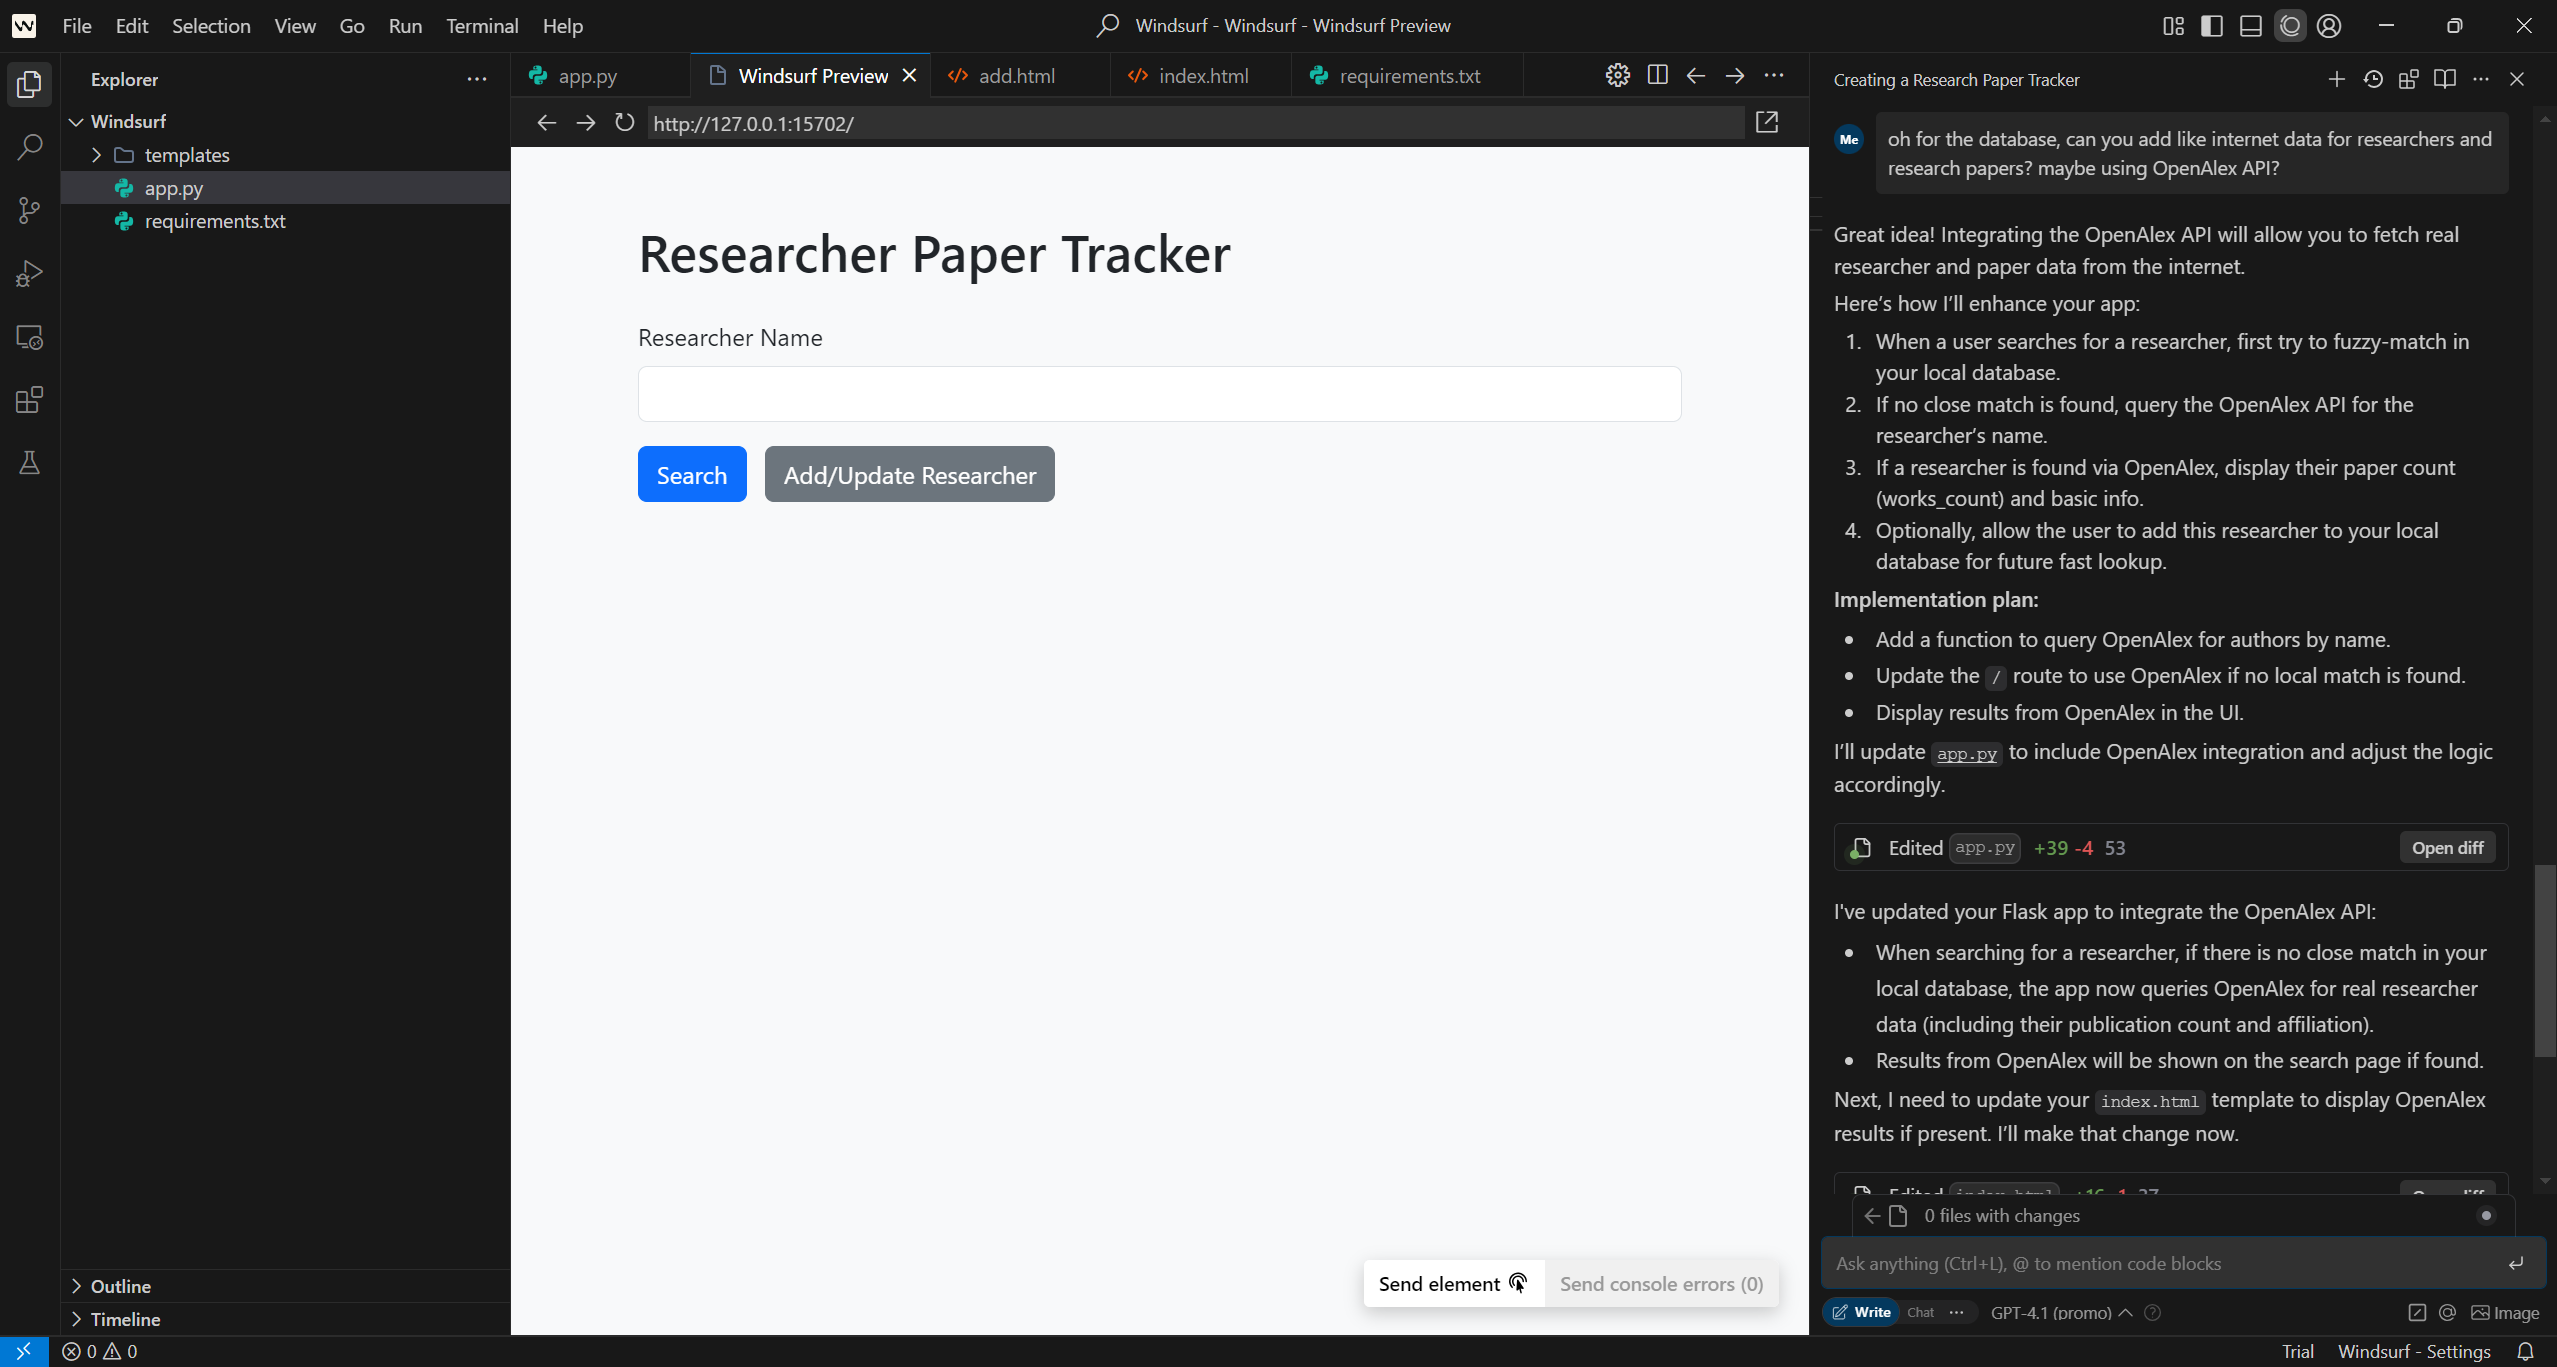 File Edit Selection View Go Run Terminal Help
Windsurf - Windsurf - Windsurf Preview
Explorer
Windsurf
templates
app.py
requirements.txt
Outline
Timeline
app.py
Windsurf Preview
add.html
index.html
requirements.txt
http://127.0.0.1:15702/
Researcher Paper Tracker
Researcher Name
Search
Add/Update Researcher
Send element
Send console errors (0)
Creating a Research Paper Tracker
Me
oh for the database, can you add like internet data for researchers and
research papers? maybe using OpenAlex API?
Great idea! Integrating the OpenAlex API will allow you to fetch real
researcher and paper data from the internet.
Here's how I'll enhance your app:
1. When a user searches for a researcher, first try to fuzzy-match in
your local database.
2. If no close match is found, query the OpenAlex API for the
researcher's name.
3. If a researcher is found via OpenAlex, display their paper count
(works_count) and basic info.
4. Optionally, allow the user to add this researcher to your local
database for future fast lookup.
Implementation plan:
• Add a function to query OpenAlex for authors by name.
• Update the / route to use OpenAlex if no local match is found.
• Display results from OpenAlex in the UI.
I'll update app.py to include OpenAlex integration and adjust the logic
accordingly.
Edited app.py +39 -4 53
Open diff
I've updated your Flask app to integrate the OpenAlex API:
• When searching for a researcher, if there is no close match in your
local database, the app now queries OpenAlex for real researcher
data (including their publication count and affiliation).
• Results from OpenAlex will be shown on the search page if found.
Next, I need to update your index.html template to display OpenAlex
results if present. I'll make that change now.
Edited index.html +16 -1 37
Open diff
0 files with changes
Ask anything (Ctrl+L), @ to mention code blocks
Write Chat GPT-4.1 (promo)
Image
0 0
Trial Windsurf - Settings